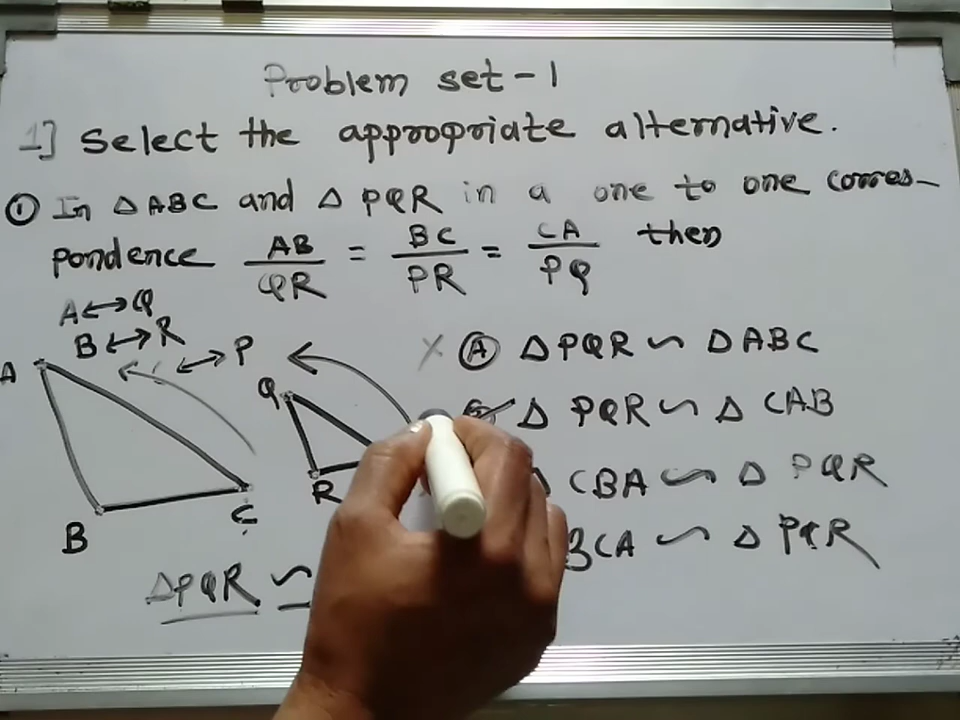 Problem set-1
1] Select the appropriate alternative.
① In △ABC and △PQR in a one to one corres-
pondence AB/QR = BC/PR = CA/PQ then
A↔Q
B↔R
↔P
A
B
C
Q
R
△PQR ∽
× Ⓐ △PQR ∽ △ABC
△ PQR ∽ △ CAB
CBA ∽ △ PQR
BCA ∽ △ PQR